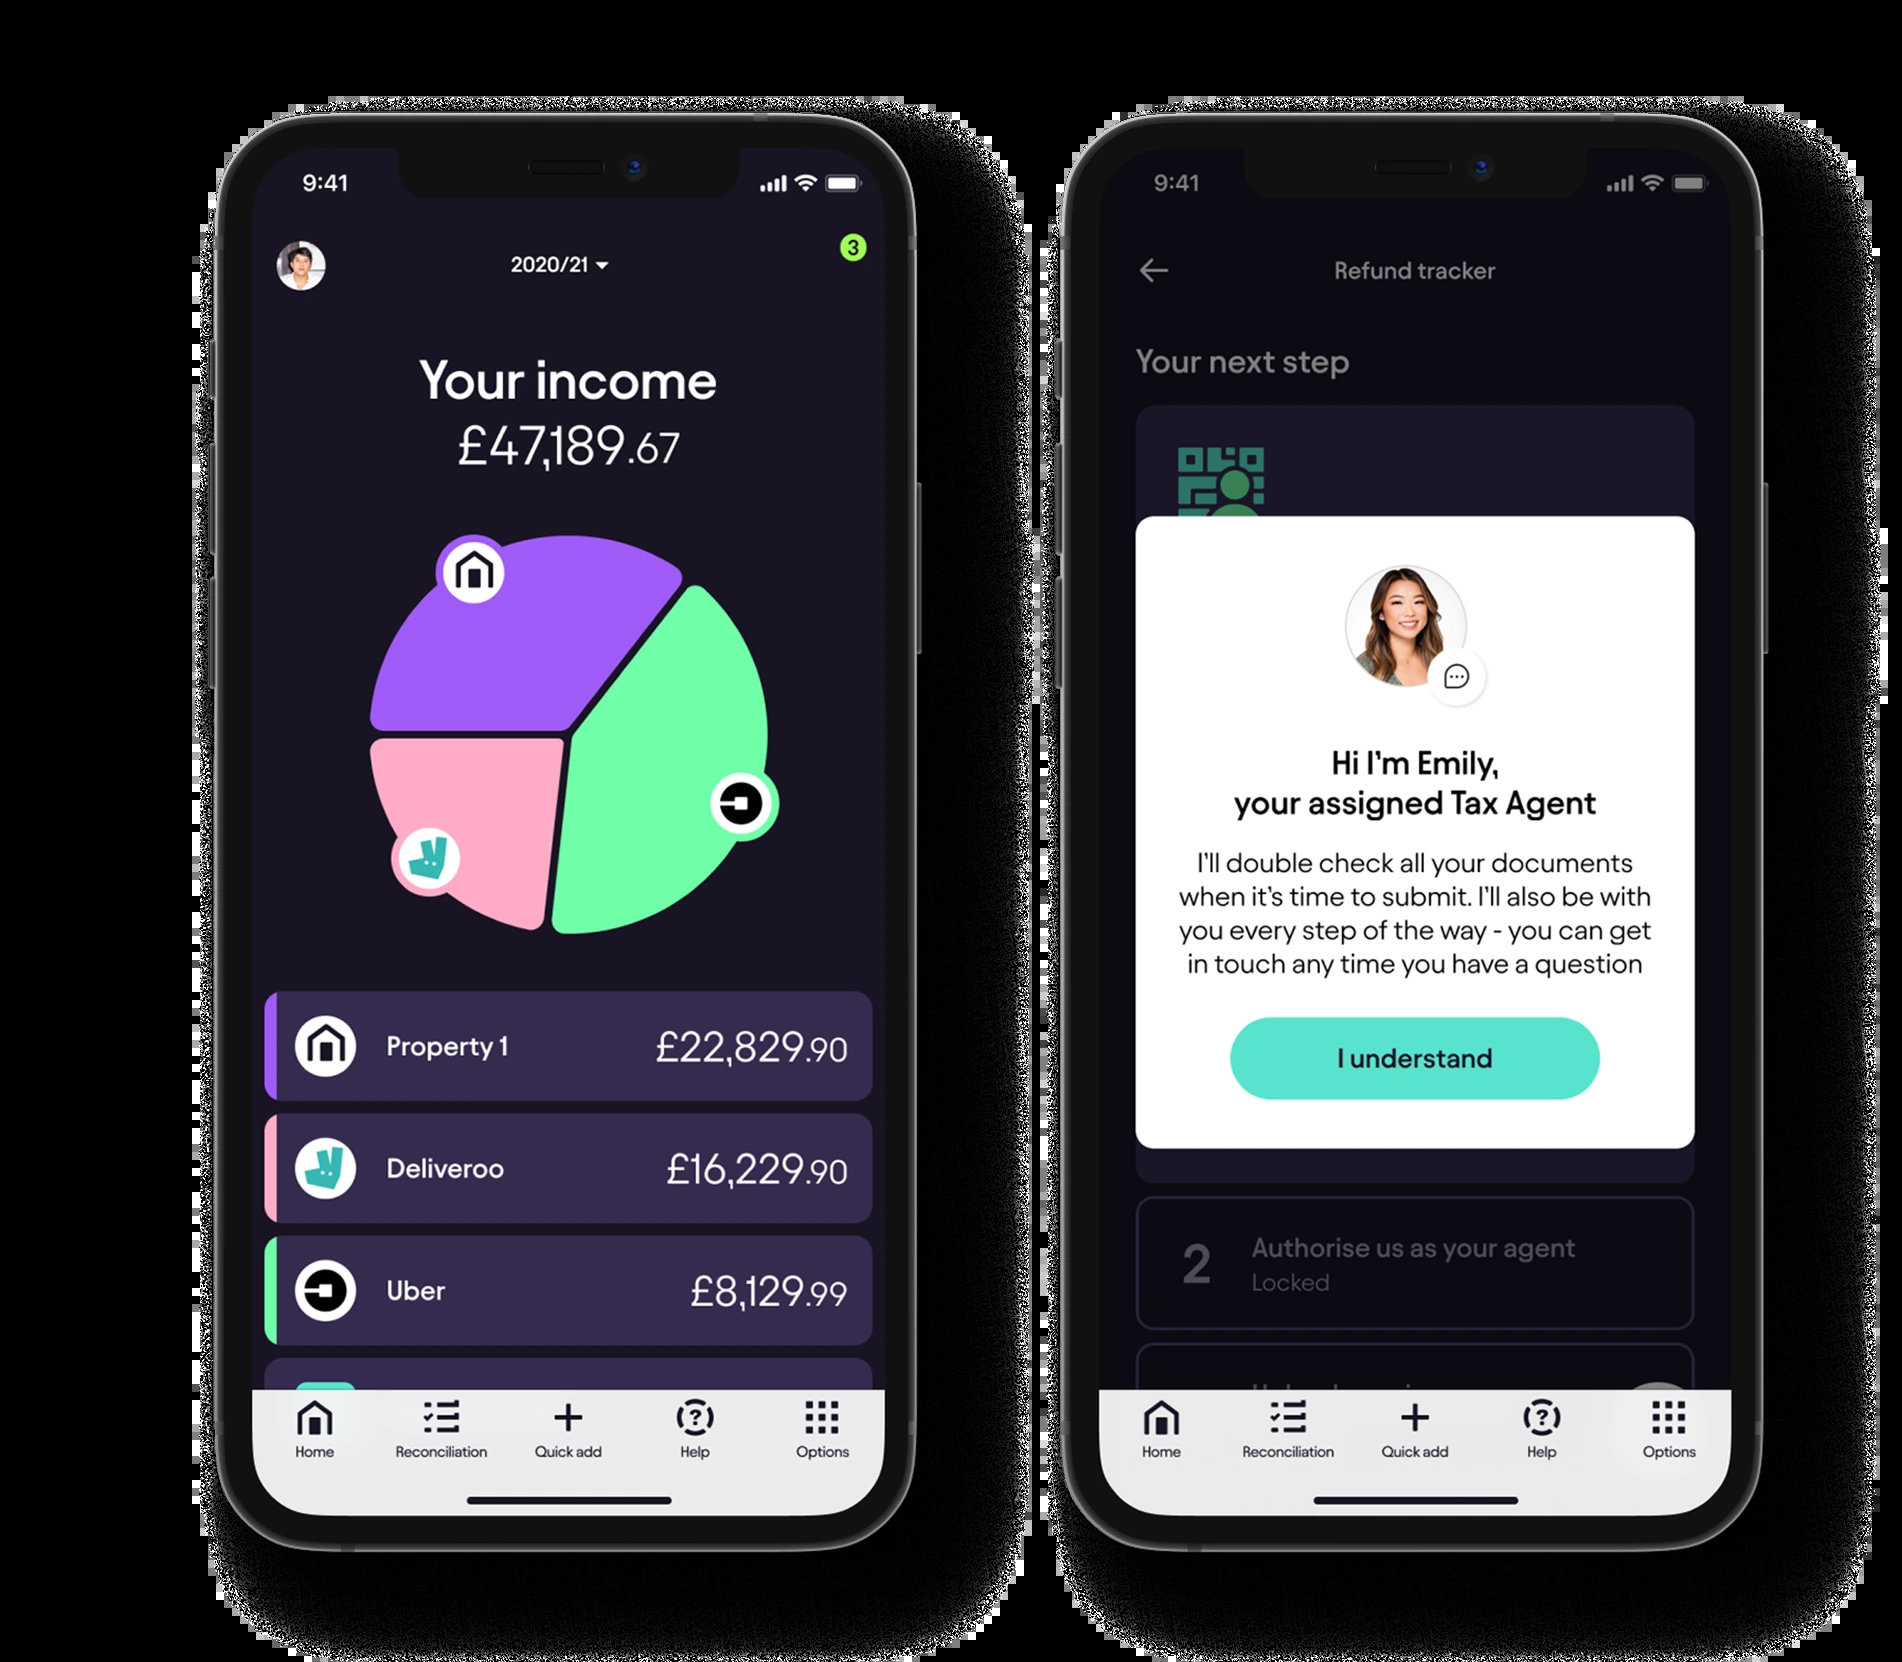 9:41
2020/21
3
Your income
£47,189.67
Property 1
£22,829.90
Deliveroo
£16,229.90
Uber
£8,129.99
Home
Reconciliation
Quick add
Help
Options
9:41
Refund tracker
Your next step
Hi I'm Emily,
your assigned Tax Agent
I'll double check all your documents
when it's time to submit. I'll also be with
you every step of the way - you can get
in touch any time you have a question
I understand
2
Authorise us as your agent
Locked
Home
Reconciliation
Quick add
Help
Options